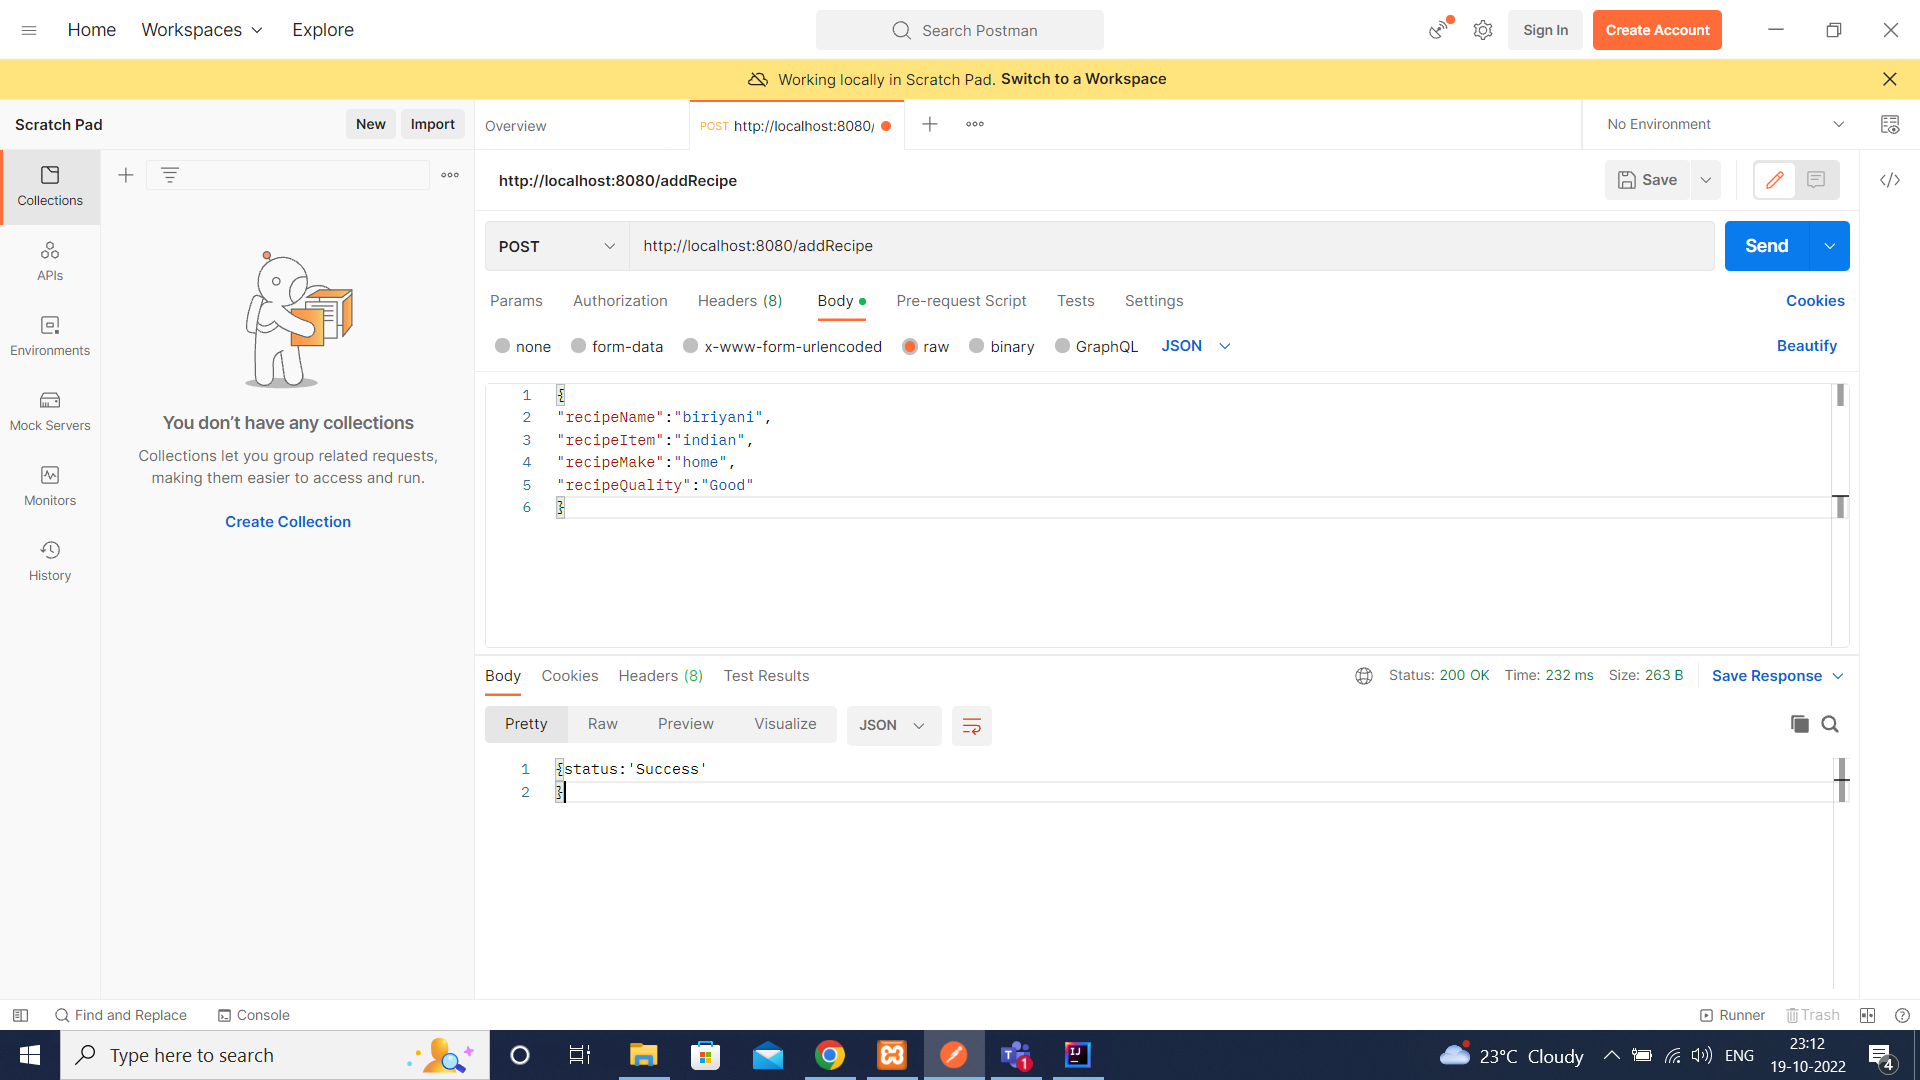 Home
Workspaces
Explore
Search Postman
Sign In
Create Account
Working locally in Scratch Pad. Switch to a Workspace
Scratch Pad
New
Import
Overview
POST http://localhost:8080/
No Environment
Collections
APIs
Environments
Mock Servers
Monitors
History
You don’t have any collections
Collections let you group related requests,
making them easier to access and run.
Create Collection
http://localhost:8080/addRecipe
Save
POST
http://localhost:8080/addRecipe
Send
Params
Authorization
Headers (8)
Body
Pre-request Script
Tests
Settings
Cookies
none
form-data
x-www-form-urlencoded
raw
binary
GraphQL
JSON
Beautify
1 {
2 "recipeName":"biriyani",
3 "recipeItem":"indian",
4 "recipeMake":"home",
5 "recipeQuality":"Good"
6 }
Body
Cookies
Headers (8)
Test Results
Status: 200 OK
Time: 232 ms
Size: 263 B
Save Response
Pretty
Raw
Preview
Visualize
JSON
1 {status:'Success'
2 }
Find and Replace
Console
Runner
Trash
Type here to search
1
IJ
23°C Cloudy
ENG
23:12
19-10-2022
4